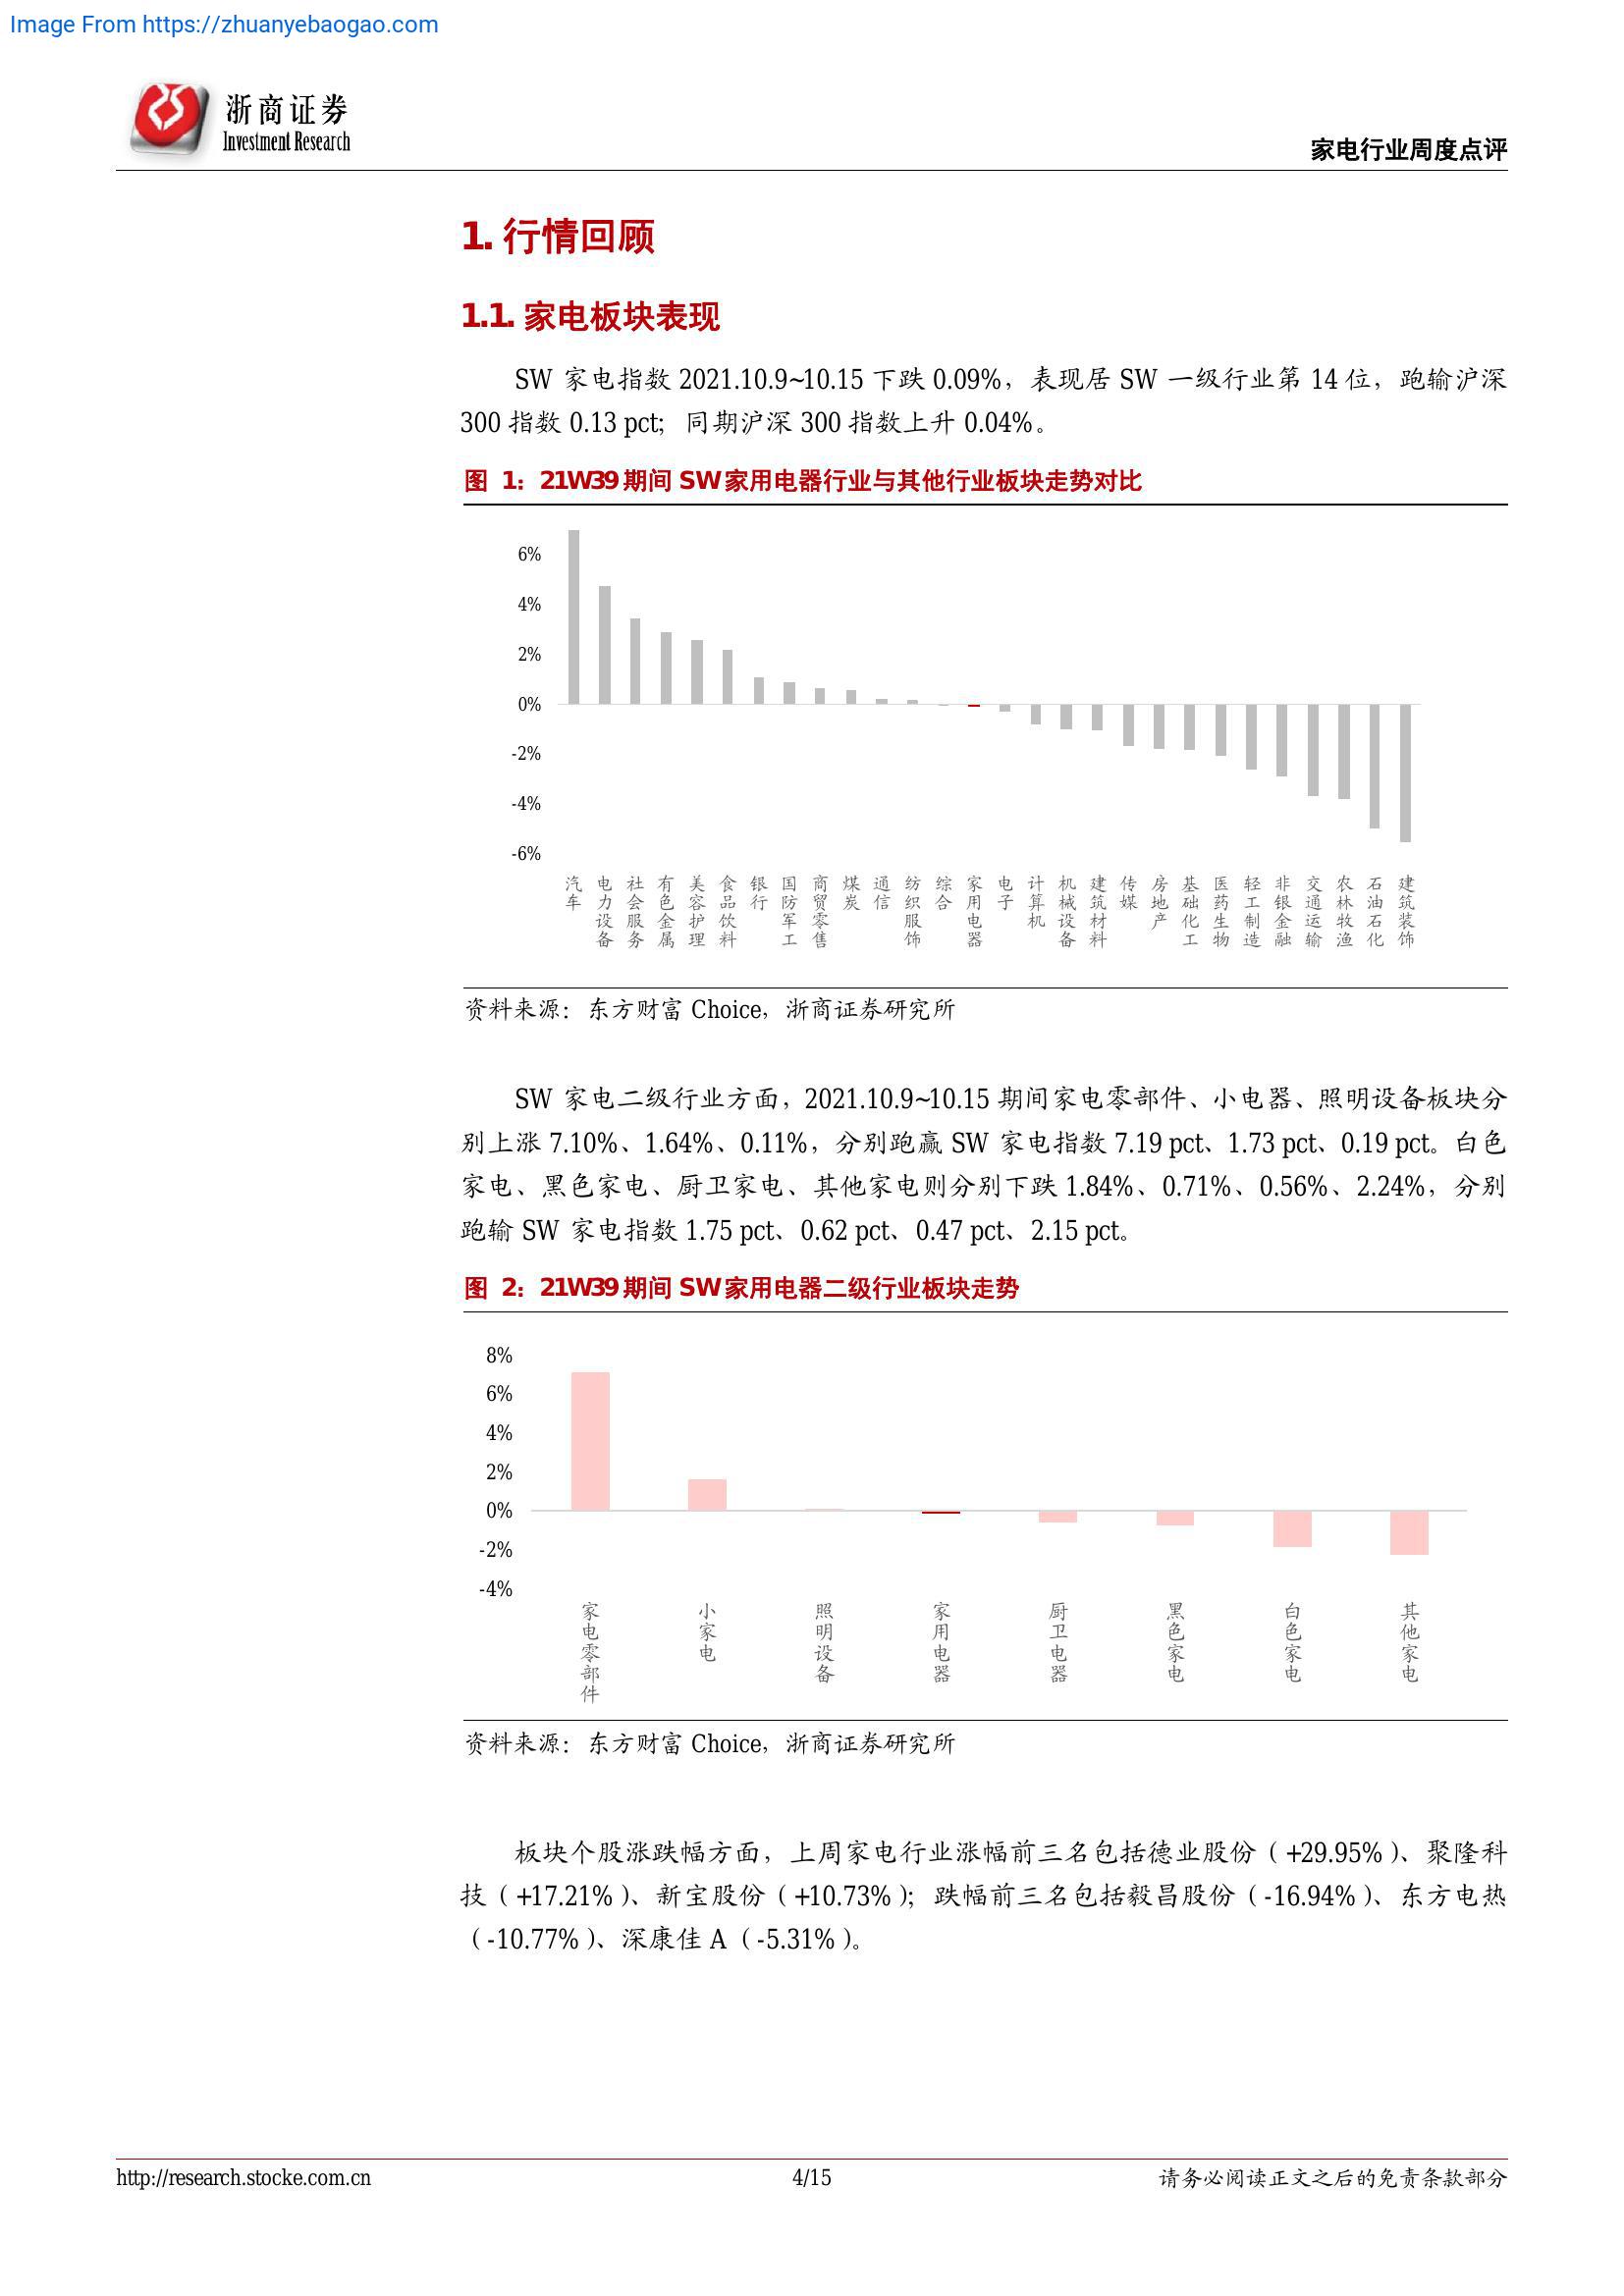 Image From https://zhuanyebaogao.com
浙商证券
Investment Research
家电行业周度点评
1. 行情回顾
1.1. 家电板块表现
SW 家电指数 2021.10.9~10.15 下跌 0.09%，表现居 SW 一级行业第 14 位，跑输沪深
300 指数 0.13 pct；同期沪深 300 指数上升 0.04%。
图 1：21W39 期间 SW 家用电器行业与其他行业板块走势对比
6%
4%
2%
0%
-2%
-4%
-6%
汽车
电力设备
社会服务
有色金属
美容护理
食品饮料
银行
国防军工
商贸零售
煤炭
通信
纺织服饰
综合
家用电器
电子
计算机
机械设备
建筑材料
传媒
房地产
基础化工
医药生物
轻工制造
非银金融
交通运输
农林牧渔
石油石化
建筑装饰
资料来源：东方财富 Choice，浙商证券研究所
SW 家电二级行业方面，2021.10.9~10.15 期间家电零部件、小电器、照明设备板块分
别上涨 7.10%、1.64%、0.11%，分别跑赢 SW 家电指数 7.19 pct、1.73 pct、0.19 pct。白色
家电、黑色家电、厨卫家电、其他家电则分别下跌 1.84%、0.71%、0.56%、2.24%，分别
跑输 SW 家电指数 1.75 pct、0.62 pct、0.47 pct、2.15 pct。
图 2：21W39 期间 SW 家用电器二级行业板块走势
8%
6%
4%
2%
0%
-2%
-4%
家电零部件
小家电
照明设备
家用电器
厨卫电器
黑色家电
白色家电
其他家电
资料来源：东方财富 Choice，浙商证券研究所
板块个股涨跌幅方面，上周家电行业涨幅前三名包括德业股份（+29.95%）、聚隆科
技（+17.21%）、新宝股份（+10.73%）；跌幅前三名包括毅昌股份（-16.94%）、东方电热
（-10.77%）、深康佳 A（-5.31%）。
http://research.stocke.com.cn
4/15
请务必阅读正文之后的免责条款部分